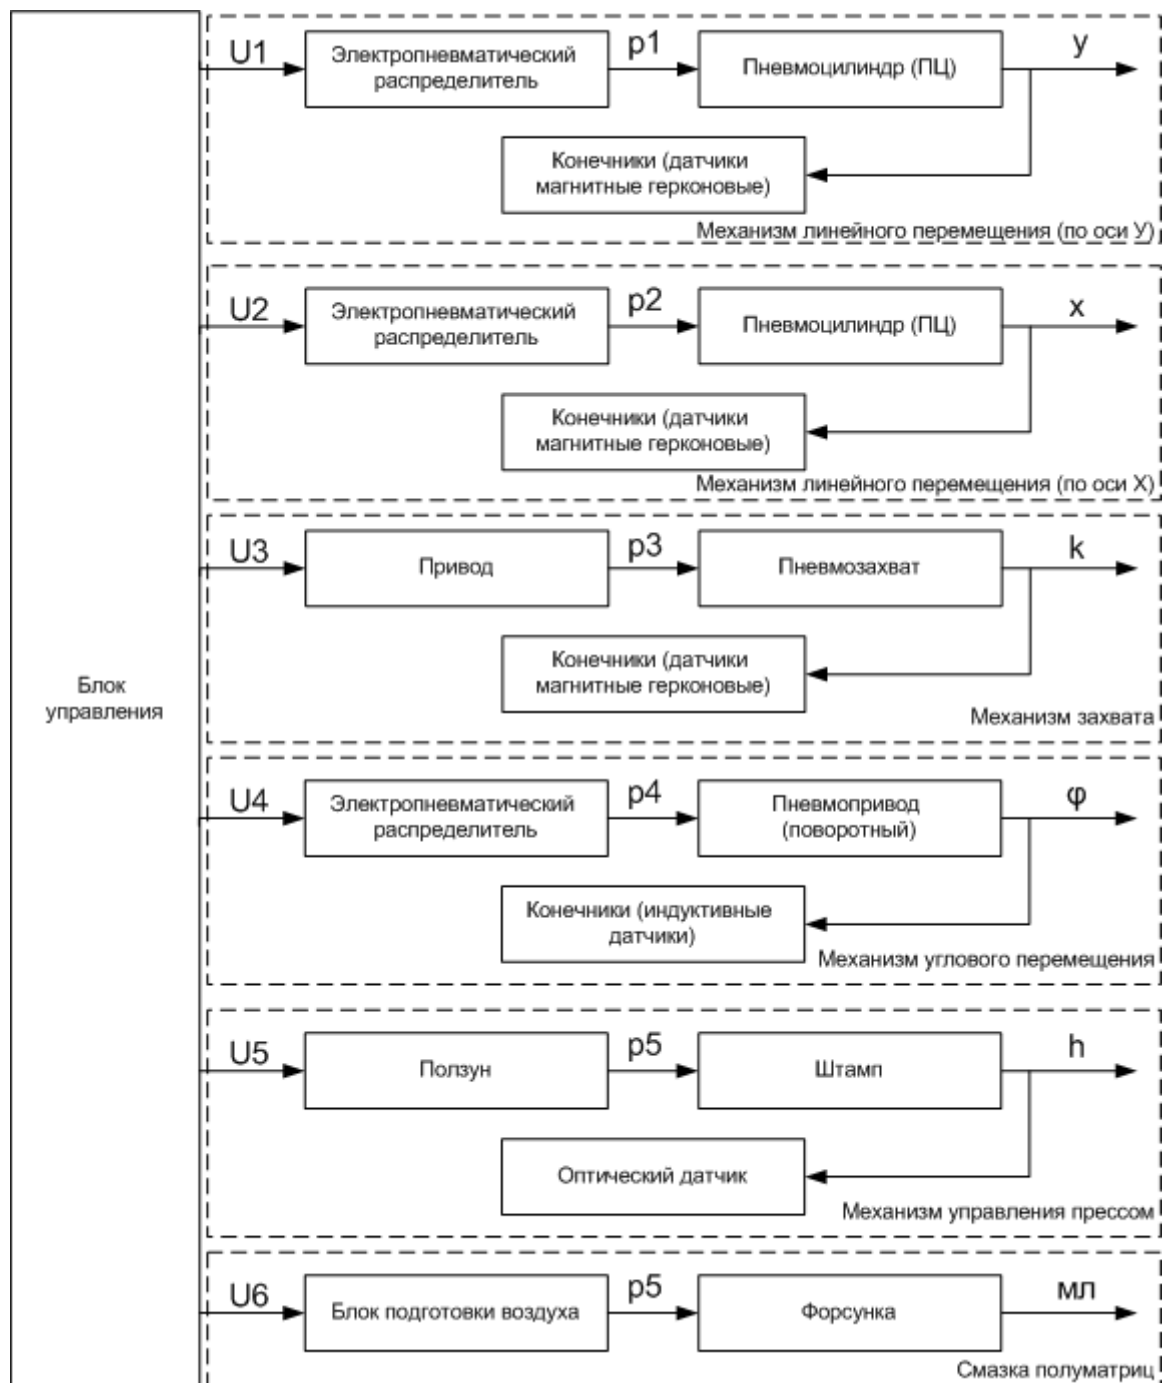 Блок
управления
U1
Электропневматический
распределитель
p1
Пневмоцилиндр (ПЦ)
y
Конечники (датчики
магнитные герконовые)
Механизм линейного перемещения (по оси У)
U2
Электропневматический
распределитель
p2
Пневмоцилиндр (ПЦ)
x
Конечники (датчики
магнитные герконовые)
Механизм линейного перемещения (по оси Х)
U3
Привод
p3
Пневмозахват
k
Конечники (датчики
магнитные герконовые)
Механизм захвата
U4
Электропневматический
распределитель
p4
Пневмопривод
(поворотный)
φ
Конечники (индуктивные
датчики)
Механизм углового перемещения
U5
Ползун
p5
Штамп
h
Оптический датчик
Механизм управления прессом
U6
Блок подготовки воздуха
p5
Форсунка
мл
Смазка полуматриц